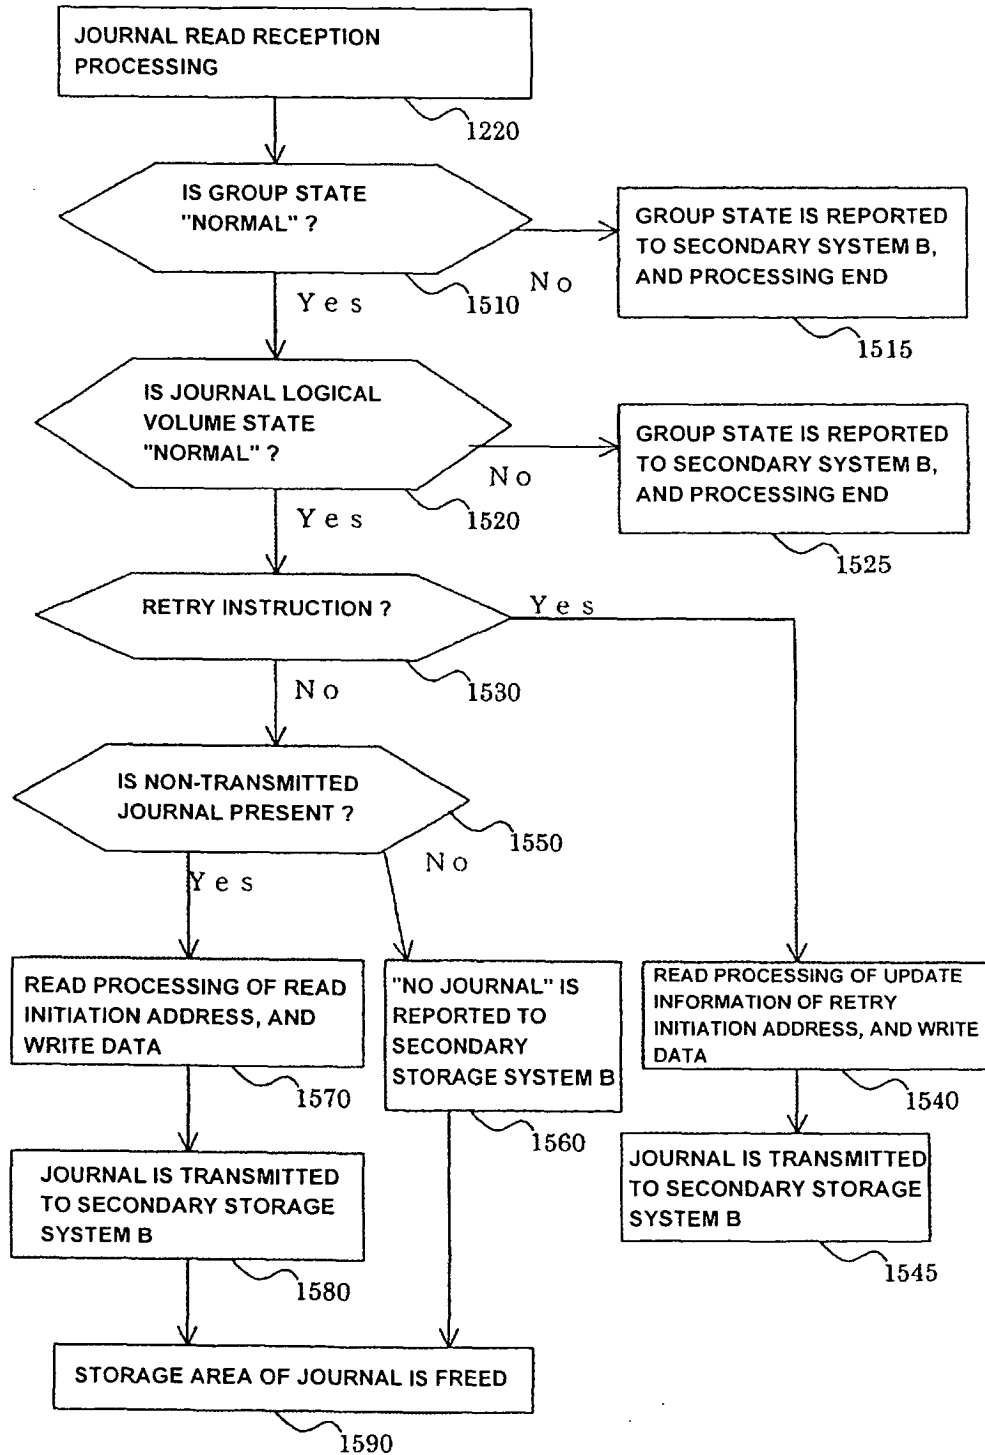 JOURNAL READ RECEPTION
PROCESSING
1220
IS GROUP STATE
"NORMAL" ?
1510
Yes
No
GROUP STATE IS REPORTED
TO SECONDARY SYSTEM B,
AND PROCESSING END
1515
IS JOURNAL LOGICAL
VOLUME STATE
"NORMAL" ?
1520
Yes
No
GROUP STATE IS REPORTED
TO SECONDARY SYSTEM B,
AND PROCESSING END
1525
RETRY INSTRUCTION ?
Yes
1530
No
IS NON-TRANSMITTED
JOURNAL PRESENT ?
1550
Yes
No
READ PROCESSING OF READ
INITIATION ADDRESS, AND
WRITE DATA
1570
"NO JOURNAL" IS
REPORTED TO
SECONDARY
STORAGE SYSTEM B
1560
READ PROCESSING OF UPDATE
INFORMATION OF RETRY
INITIATION ADDRESS, AND WRITE
DATA
1540
JOURNAL IS TRANSMITTED
TO SECONDARY STORAGE
SYSTEM B
1580
JOURNAL IS TRANSMITTED
TO SECONDARY STORAGE
SYSTEM B
1545
STORAGE AREA OF JOURNAL IS FREED
1590